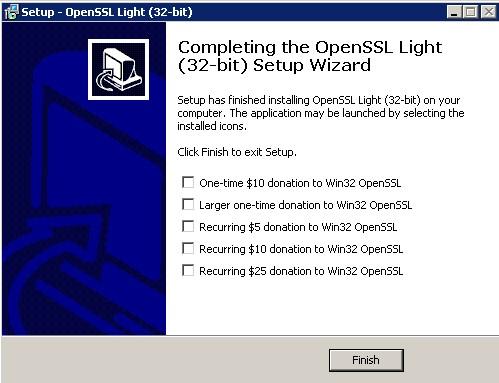 Setup - OpenSSL Light (32-bit)
Completing the OpenSSL Light
(32-bit) Setup Wizard
Setup has finished installing OpenSSL Light (32-bit) on your
computer. The application may be launched by selecting the
installed icons.
Click Finish to exit Setup.
One-time $10 donation to Win32 OpenSSL
Larger one-time donation to Win32 OpenSSL
Recurring $5 donation to Win32 OpenSSL
Recurring $10 donation to Win32 OpenSSL
Recurring $25 donation to Win32 OpenSSL
Finish